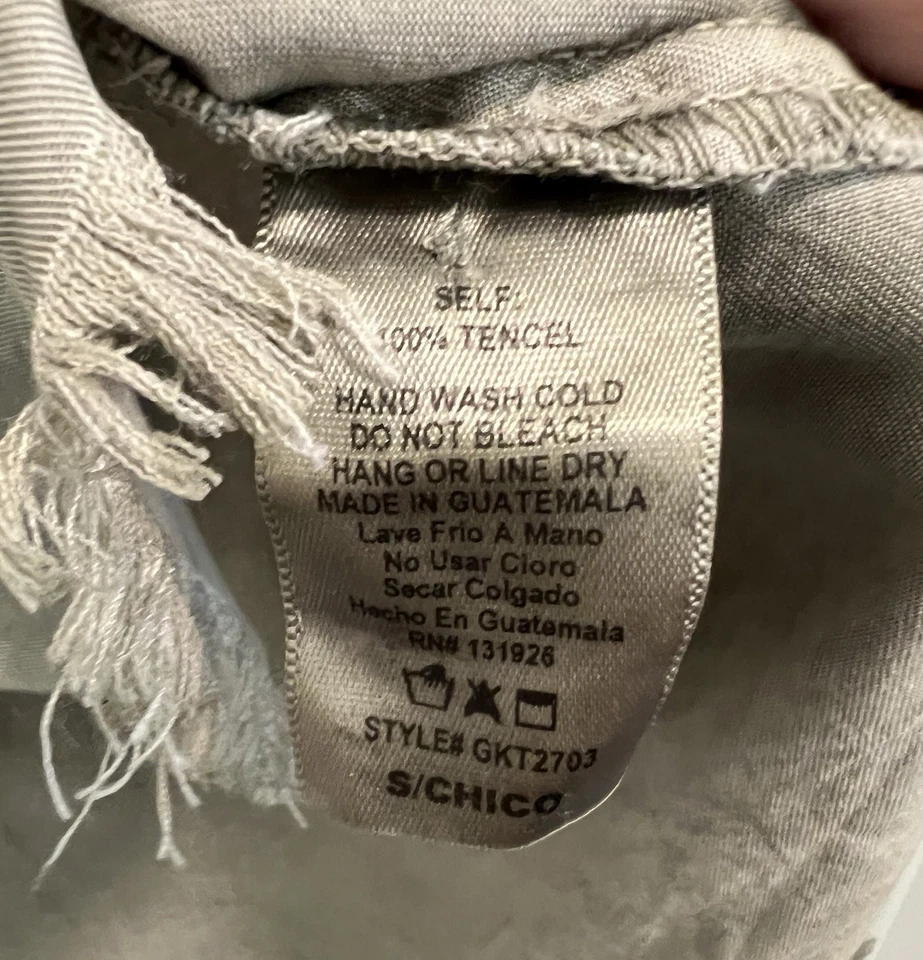 SELF:
100% TENCEL
HAND WASH COLD
DO NOT BLEACH
HANG OR LINE DRY
MADE IN GUATEMALA
Lave Frio A Mano
No Usar Cloro
Secar Colgado
Hecho En Guatemala
RN# 131926
STYLE# GKT2703
S/CHICO